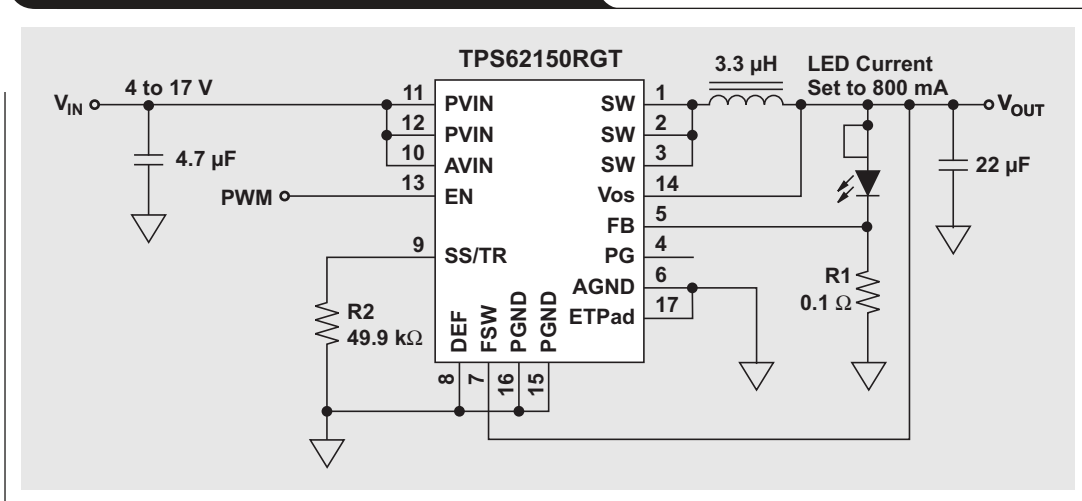 TPS62150RGT
3.3 µH
LED Current
Set to 800 mA
V_IN
4 to 17 V
4.7 µF
PWM
11
12
10
13
9
PVIN
PVIN
AVIN
EN
SS/TR
SW
SW
SW
Vos
FB
PG
AGND
ETPad
1
2
3
14
5
4
6
17
DEF
FSW
PGND
PGND
8
7
16
15
R2
49.9 kΩ
V_OUT
22 µF
R1
0.1 Ω